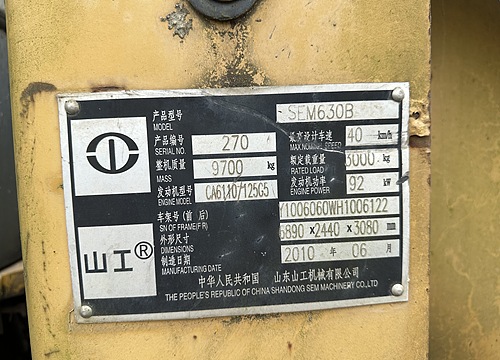 产品型号 SEM630B
MODEL
产品编号 270 最高设计车速 40 km/h
SERIAL NO. MAX.NOMINAL SPEED
整机质量 9700 kg 额定载重量 3000 kg
MASS RATED LOAD
发动机型号 CA6110/125G5 发动机功率 92 kW
ENGINE MODEL ENGINE POWER
车架号(前 后) Y1006060WH1006122
SN OF FRAME(F R)
外形尺寸 6890 × 2440 × 3080 mm
DIMENSIONS
制造日期 2010 年 06 月
MANUFACTURING DATE
山工®
中华人民共和国 山东山工机械有限公司
THE PEOPLE'S REPUBLIC OF CHINA SHANDONG SEM MACHINERY CO.,LTD